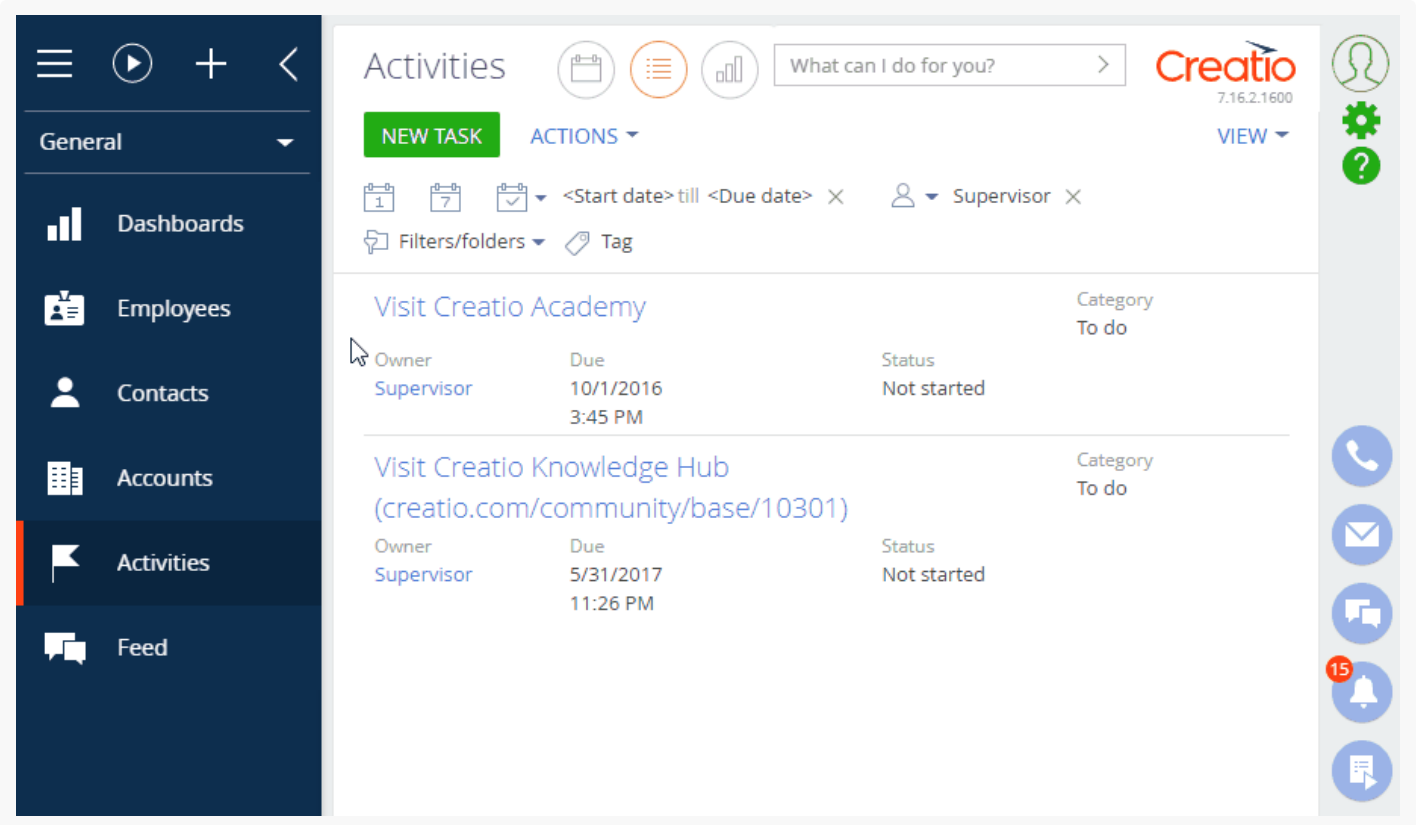 Activities
What can I do for you?
Creatio
7.16.2.1600
General
NEW TASK
ACTIONS
VIEW
1
7
<Start date> till <Due date>
Supervisor
Filters/folders
Tag
Dashboards
Employees
Contacts
Accounts
Activities
Feed
Visit Creatio Academy
Category
To do
Owner
Due
Status
Supervisor
10/1/2016
Not started
3:45 PM
Visit Creatio Knowledge Hub
(creatio.com/community/base/10301)
Category
To do
Owner
Due
Status
Supervisor
5/31/2017
Not started
11:26 PM
?
15